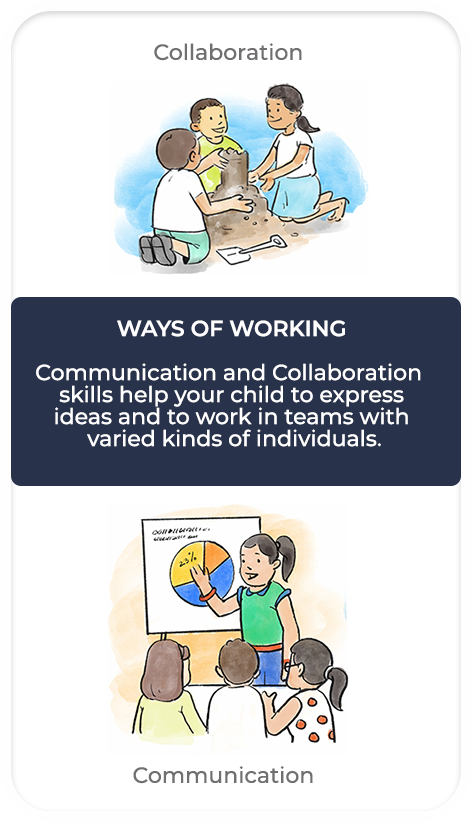 Collaboration
WAYS OF WORKING
Communication and Collaboration
skills help your child to express
ideas and to work in teams with
varied kinds of individuals.
Communication